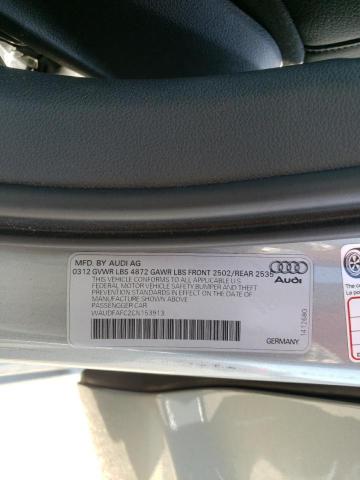 MFD. BY AUDI AG
0312 GVWR LBS 4872 GAWR LBS FRONT 2502/REAR 2535
THIS VEHICLE CONFORMS TO ALL APPLICABLE U.S.
FEDERAL MOTOR VEHICLE SAFETY BUMPER AND THEFT
PREVENTION STANDARDS IN EFFECT ON THE DATE OF
MANUFACTURE SHOWN ABOVE
PASSENGER CAR
WAUDFAFC2CN153913
Audi
141268G
GERMANY